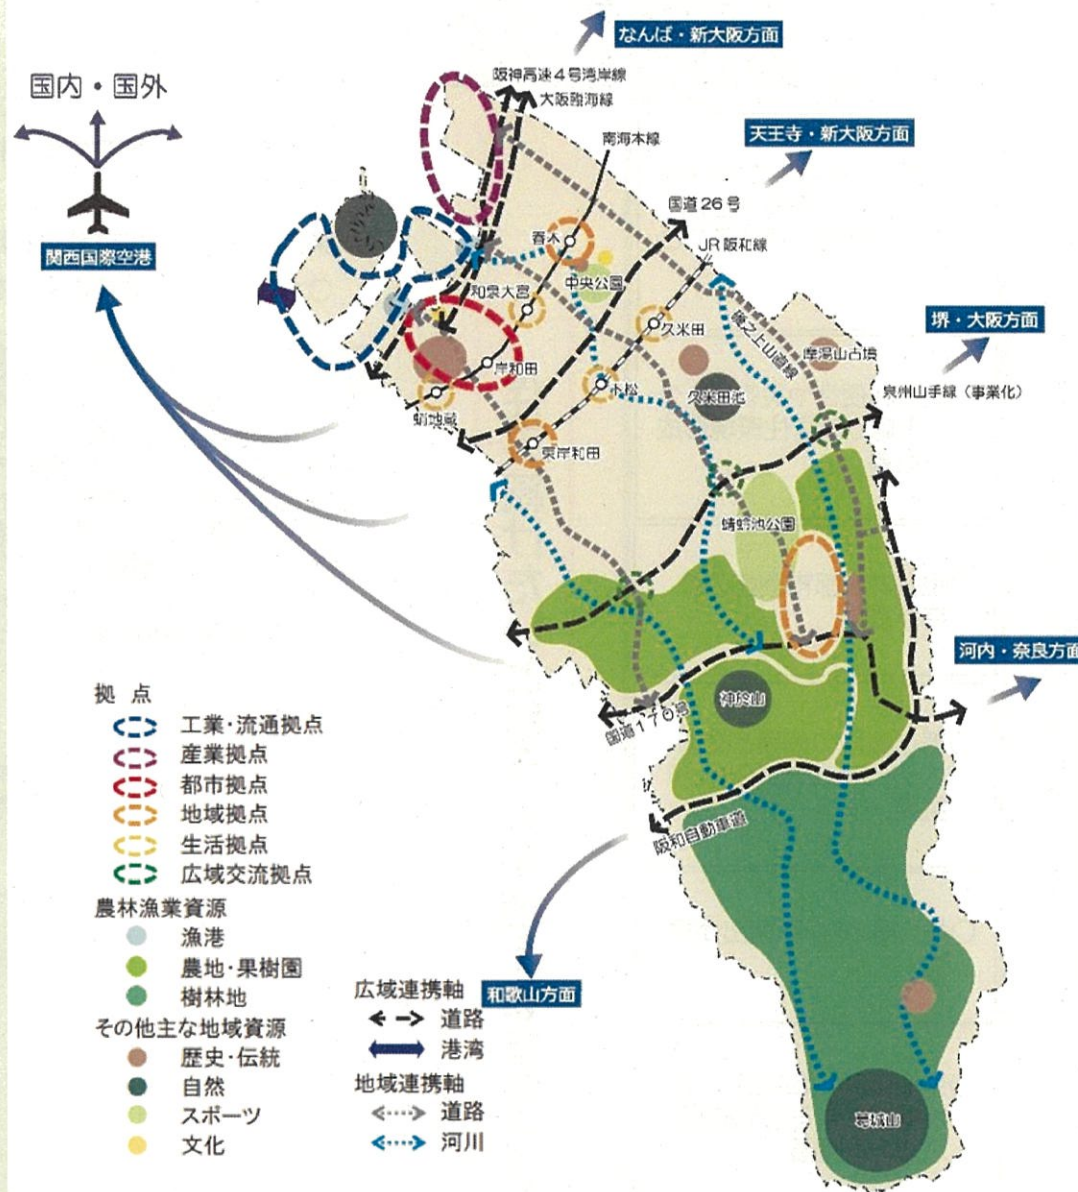 なんば・新大阪方面
国内・国外
阪神高速4号湾岸線
大阪臨海線
天王寺・新大阪方面
南海本線
国道26号
JR阪和線
関西国際空港
春木
中央公園
和泉大宮
久米田
堺・大阪方面
摩湯山古墳
磯之上山直線
岸和田
下松
久米田池
泉州山手線(事業化)
蛸地蔵
東岸和田
蜻蛉池公園
河内・奈良方面
神於山
国道170号
阪和自動車道
和歌山方面
葛城山
拠 点
工業・流通拠点
産業拠点
都市拠点
地域拠点
生活拠点
広域交流拠点
農林漁業資源
漁港
農地・果樹園
樹林地
その他主な地域資源
歴史・伝統
自然
スポーツ
文化
広域連携軸
道路
港湾
地域連携軸
道路
河川